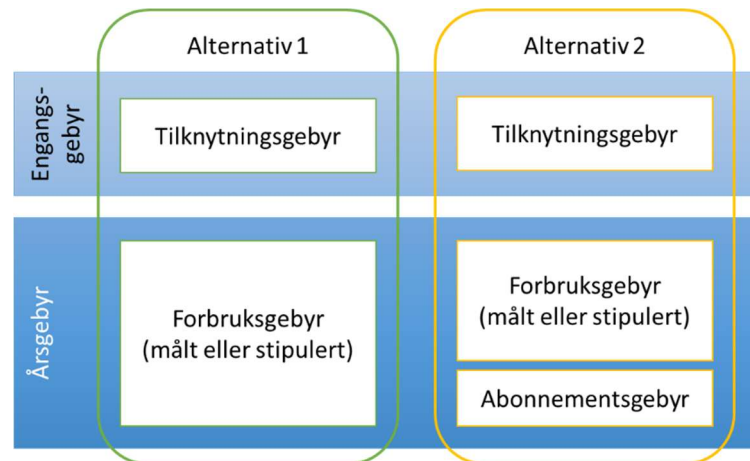 Alternativ 1
Alternativ 2
Engangs-
gebyr
Tilknytningsgebyr
Tilknytningsgebyr
Årsgebyr
Forbruksgebyr
(målt eller stipulert)
Forbruksgebyr
(målt eller stipulert)
Abonnementsgebyr